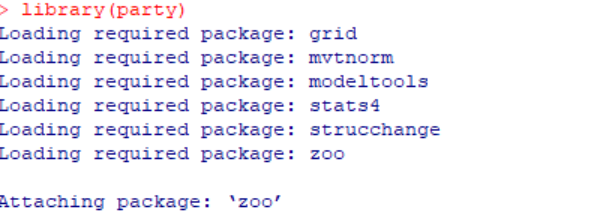 > library(party)
Loading required package: grid
Loading required package: mvtnorm
Loading required package: modeltools
Loading required package: stats4
Loading required package: strucchange
Loading required package: zoo
Attaching package: ‘zoo’